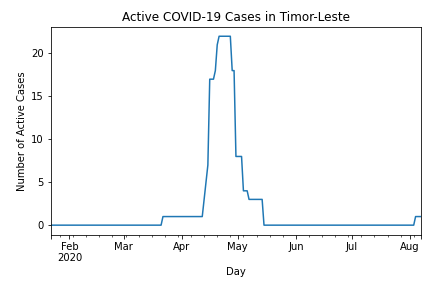 Active COVID-19 Cases in Timor-Leste
Number of Active Cases
20
15
10
5
0
Feb Mar Apr May Jun Jul Aug
2020
Day